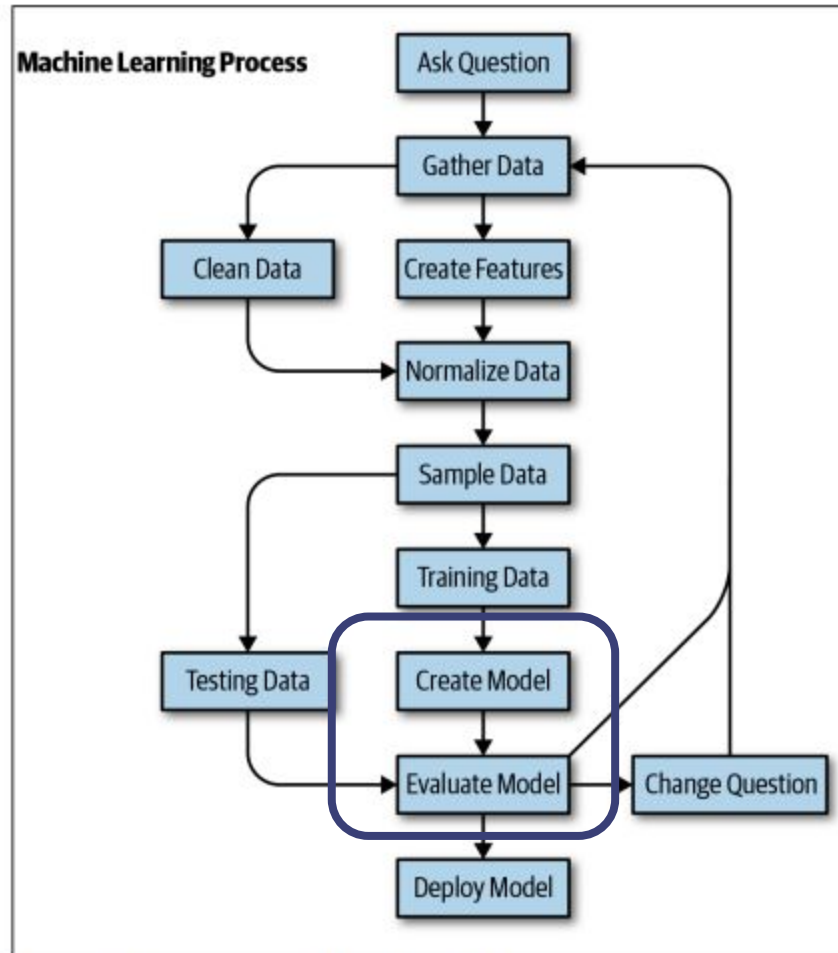 Machine Learning Process
Ask Question
Gather Data
Clean Data
Create Features
Normalize Data
Sample Data
Training Data
Testing Data
Create Model
Evaluate Model
Change Question
Deploy Model